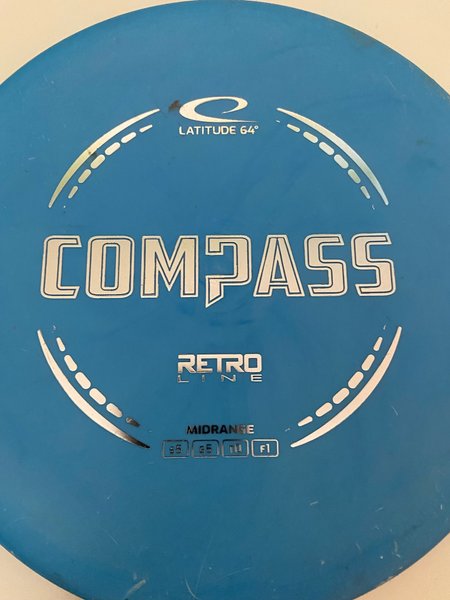 LATITUDE 64°
COMPASS
RETRO
LINE
MIDRANGE
F1